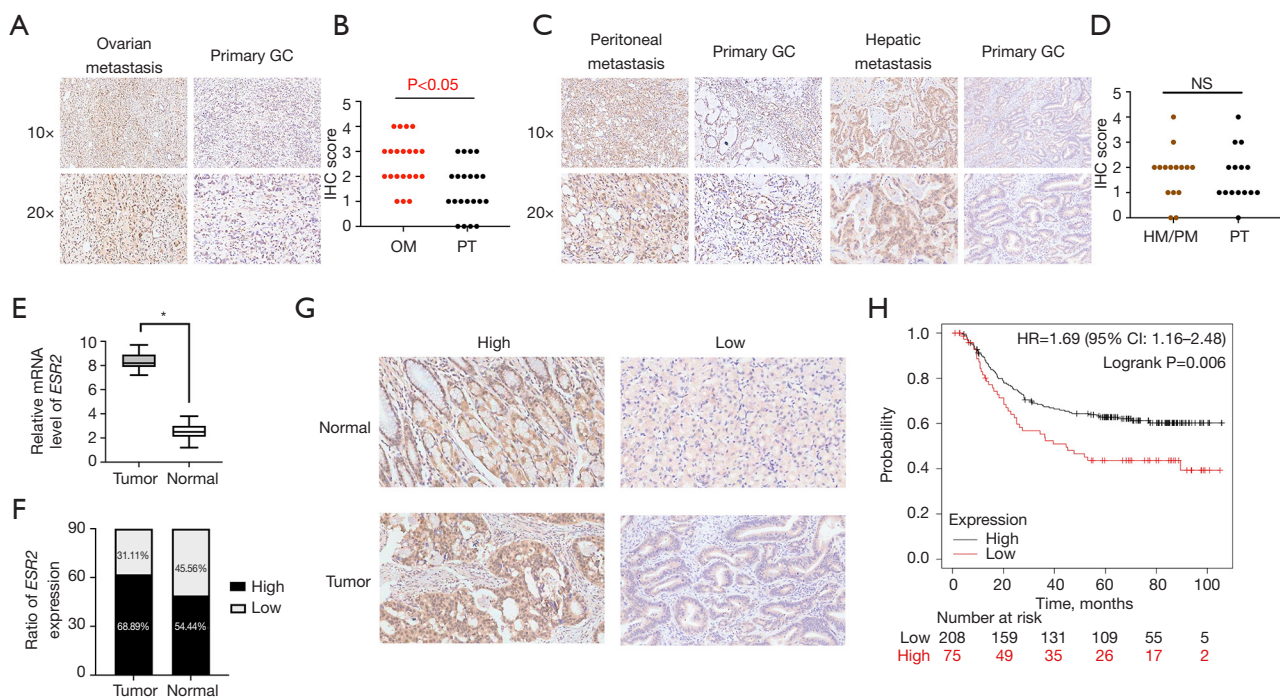 A
Ovarian
metastasis
Primary GC
10×
20×
B
P<0.05
IHC score
5
4
3
2
1
0
OM
PT
C
Peritoneal
metastasis
Primary GC
Hepatic
metastasis
Primary GC
10×
20×
D
NS
IHC score
5
4
3
2
1
0
HM/PM
PT
E
*
Relative mRNA
level of ESR2
10
8
6
4
2
0
Tumor
Normal
F
Ratio of ESR2
expression
90
60
30
0
31.11%
45.56%
68.89%
54.44%
High
Low
Tumor
Normal
G
High
Low
Normal
Tumor
H
HR=1.69 (95% CI: 1.16–2.48)
Logrank P=0.006
Probability
1.0
0.8
0.6
0.4
0.2
0.0
Expression
High
Low
0 20 40 60 80 100
Time, months
Number at risk
Low 208 159 131 109 55 5
High 75 49 35 26 17 2